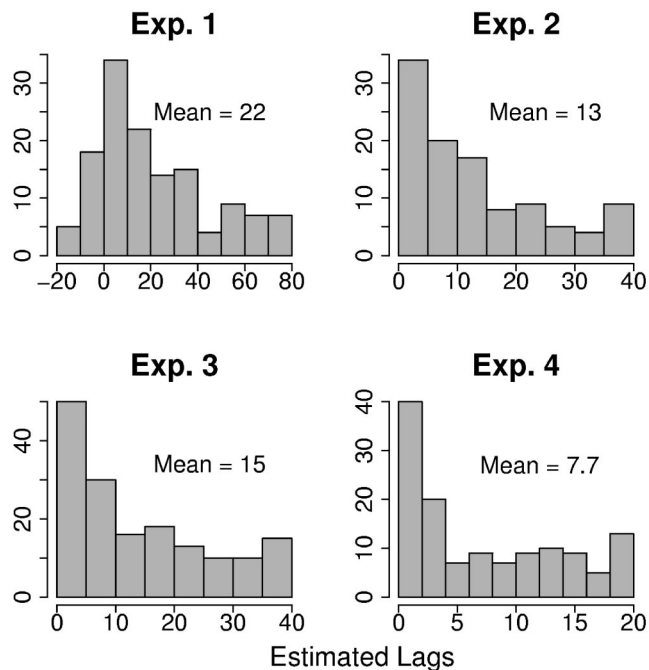 Exp. 1
Mean = 22
0 10 20 30
−20 0 20 40 60 80
Exp. 2
Mean = 13
0 10 20 30
0 10 20 30 40
Exp. 3
Mean = 15
0 20 40
0 10 20 30 40
Exp. 4
Mean = 7.7
0 10 20 30 40
0 5 10 15 20
Estimated Lags